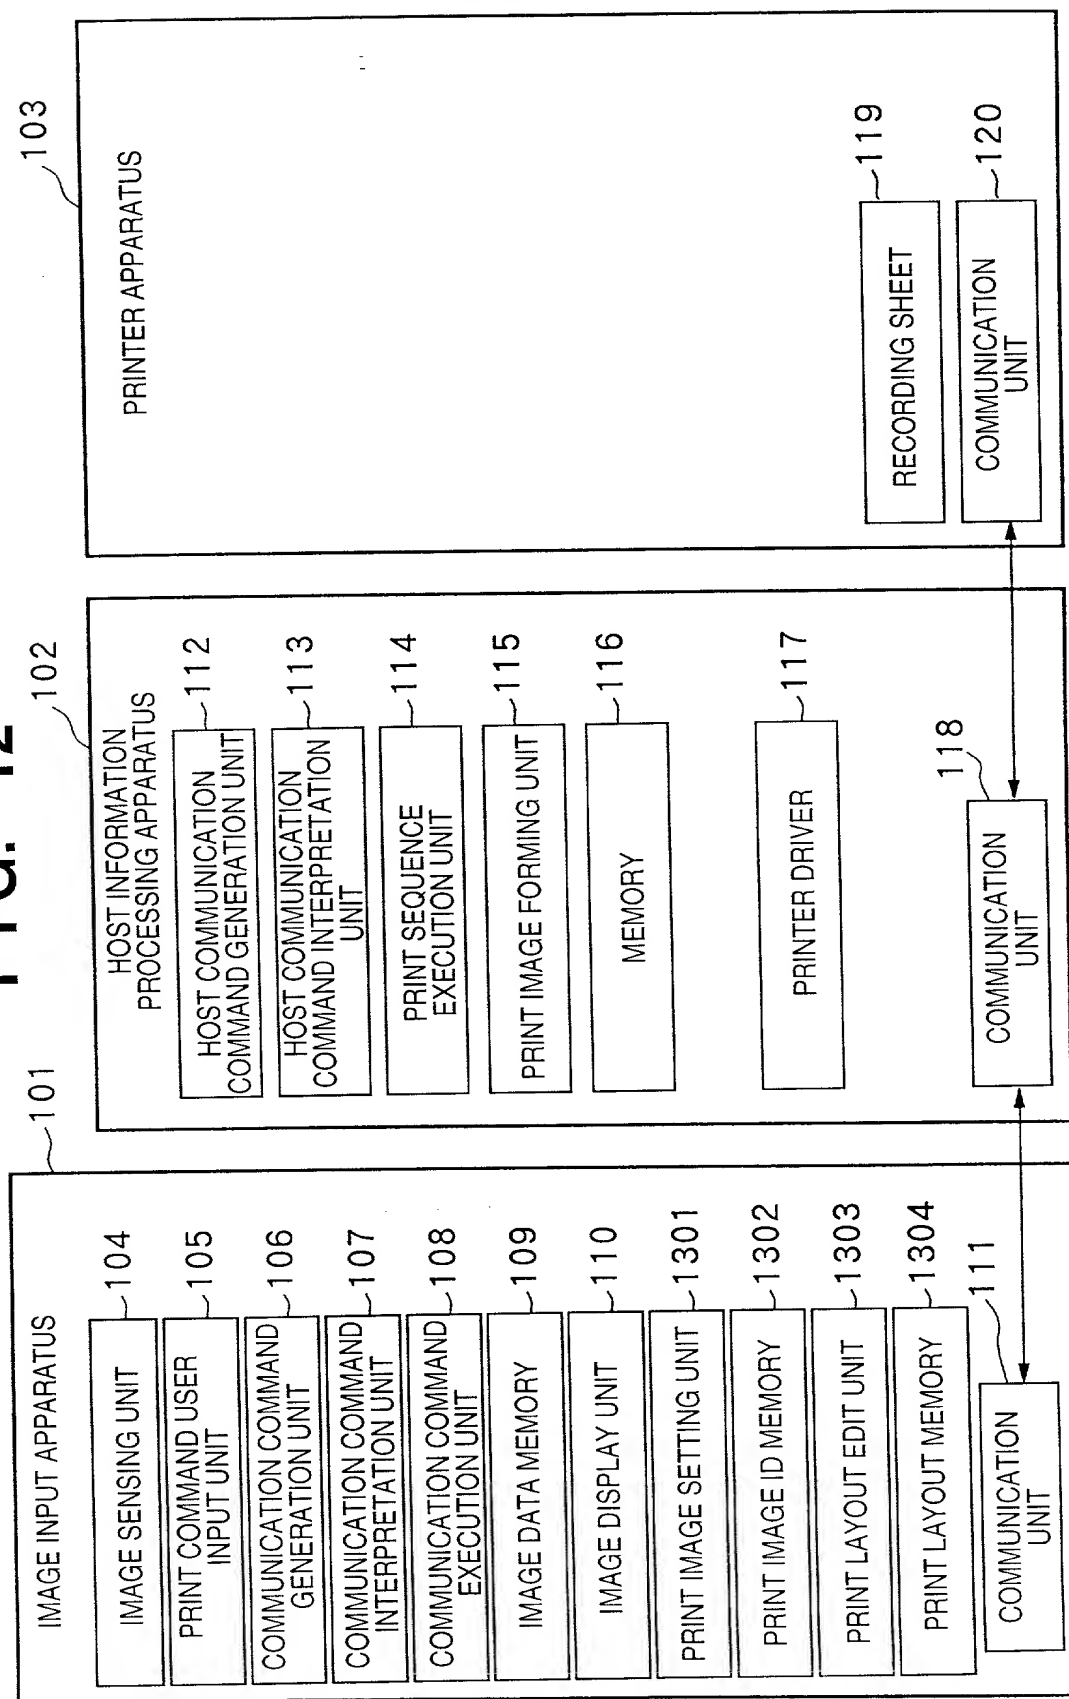 FIG. 12
IMAGE INPUT APPARATUS
101
IMAGE SENSING UNIT
104
PRINT COMMAND USER
INPUT UNIT
105
COMMUNICATION COMMAND
GENERATION UNIT
106
COMMUNICATION COMMAND
INTERPRETATION UNIT
107
COMMUNICATION COMMAND
EXECUTION UNIT
108
IMAGE DATA MEMORY
109
IMAGE DISPLAY UNIT
110
PRINT IMAGE SETTING UNIT
1301
PRINT IMAGE ID MEMORY
1302
PRINT LAYOUT EDIT UNIT
1303
PRINT LAYOUT MEMORY
1304
COMMUNICATION
UNIT
111
HOST INFORMATION
PROCESSING APPARATUS
102
HOST COMMUNICATION
COMMAND GENERATION UNIT
112
HOST COMMUNICATION
COMMAND INTERPRETATION
UNIT
113
PRINT SEQUENCE
EXECUTION UNIT
114
PRINT IMAGE FORMING UNIT
115
MEMORY
116
PRINTER DRIVER
117
COMMUNICATION
UNIT
118
PRINTER APPARATUS
103
RECORDING SHEET
119
COMMUNICATION
UNIT
120